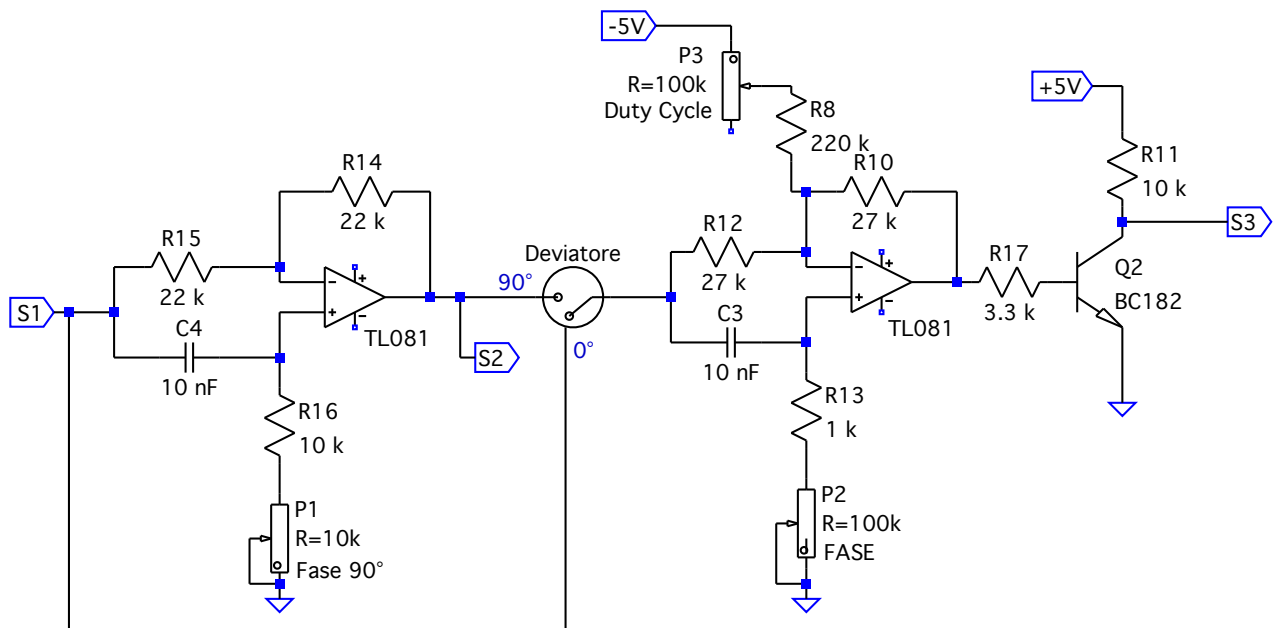 -5V
P3
R=100k
Duty Cycle
R8
220 k
+5V
R11
10 k
S3
R14
22 k
R10
27 k
R15
22 k
R12
27 k
Deviatore
90°
0°
S1
C4
10 nF
-
+
+
-
TL081
S2
C3
10 nF
-
+
+
-
TL081
R17
3.3 k
Q2
BC182
R16
10 k
R13
1 k
P1
R=10k
Fase 90°
P2
R=100k
FASE